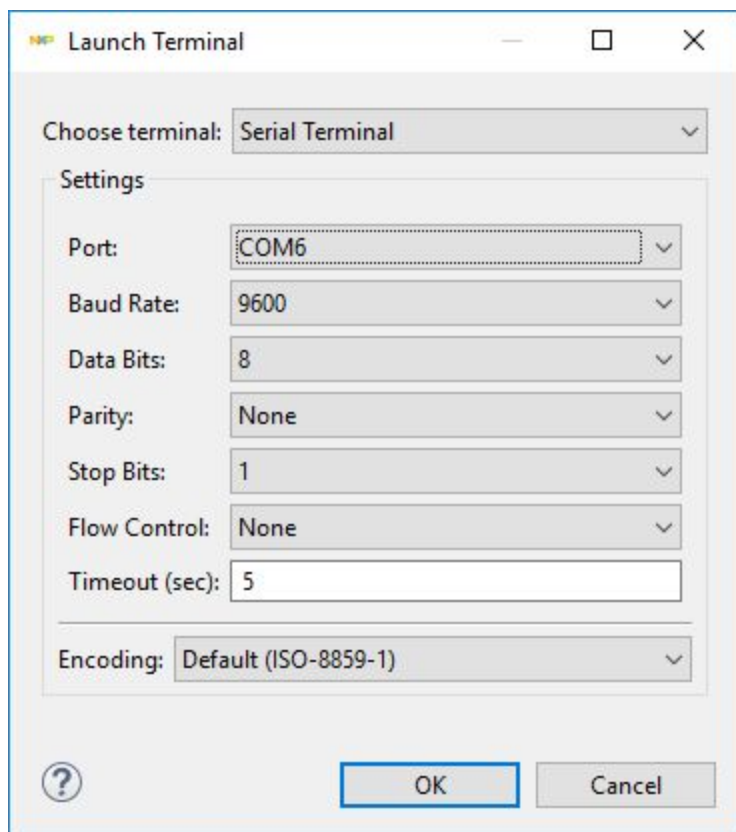 NXP Launch Terminal
Choose terminal: Serial Terminal
Settings
Port: COM6
Baud Rate: 9600
Data Bits: 8
Parity: None
Stop Bits: 1
Flow Control: None
Timeout (sec): 5
Encoding: Default (ISO-8859-1)
? OK Cancel